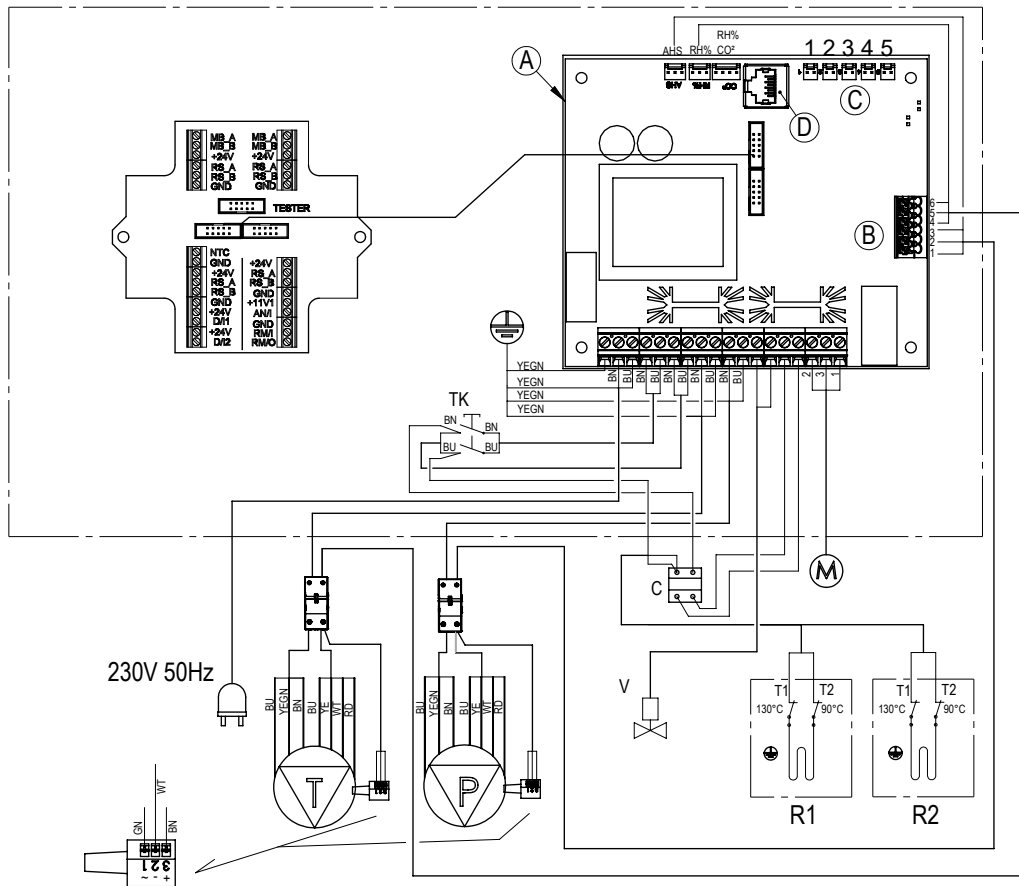 RH%
AHS RH% CO²
1 2 3 4 5
A
AHS RH% CO²
C
D
MB_A MB_A
MB_B MB_B
+24V +24V
RS_A RS_A
RS_B RS_B
GND GND
TESTER
B
6
5
4
3
2
1
NTC
GND +24V
+24V RS_A
RS_A RS_B
RS_B GND
GND +11V1
+24V AN/I
D/I1 GND
+24V RM/I
D/I2 RM/O
YEGN
YEGN
YEGN
YEGN
BN BU BN BU BN BU BN BU BN BU
2 3 1
TK
BN BN
BU BU
M
C
230V 50Hz
V
BU YEGN BN BU YE WT RD
BU YEGN BN BU YE WT RD
T
P
T1 T2
130°C 90°C
R1
T1 T2
130°C 90°C
R2
GN WT BN
3 2 1
~ - +